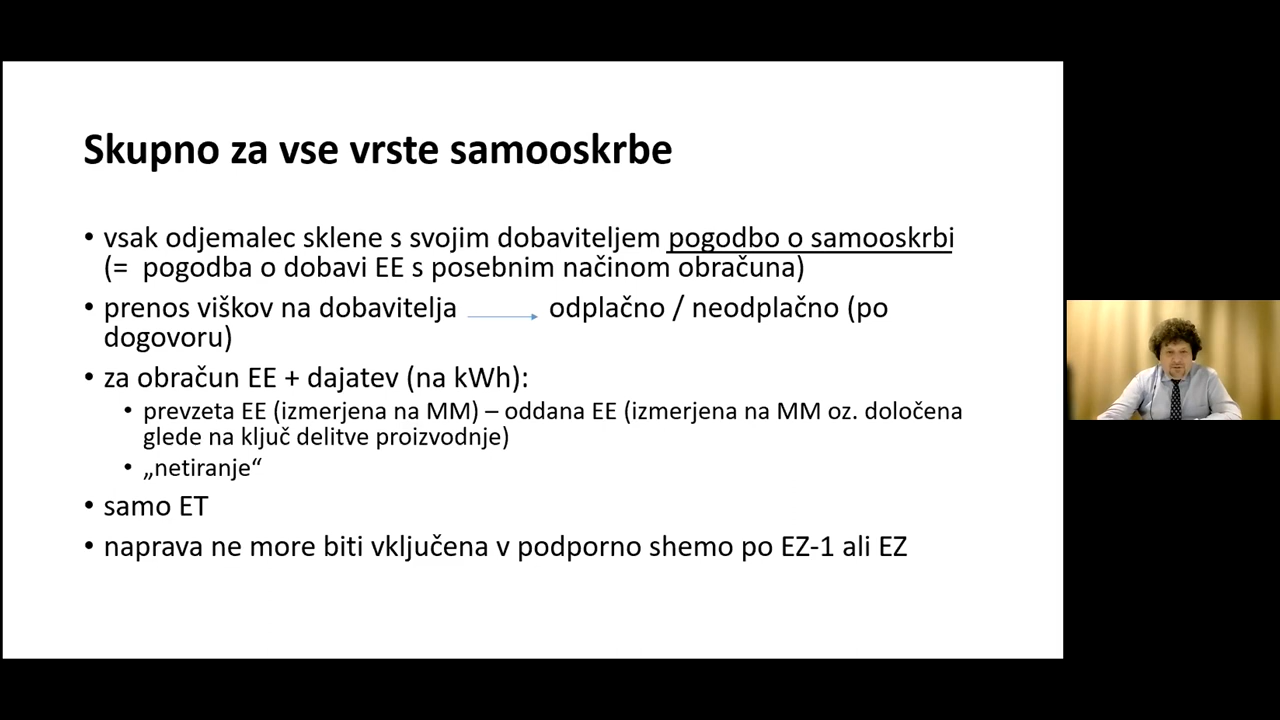 Skupno za vse vrste samooskrbe
• vsak odjemalec sklene s svojim dobaviteljem pogodbo o samooskrbi
(= pogodba o dobavi EE s posebnim načinom obračuna)
• prenos viškov na dobavitelja odplačno / neodplačno (po
dogovoru)
• za obračun EE + dajatev (na kWh):
• prevzeta EE (izmerjena na MM) – oddana EE (izmerjena na MM oz. določena
glede na ključ delitve proizvodnje)
• „netiranje“
• samo ET
• naprava ne more biti vključena v podporno shemo po EZ-1 ali EZ